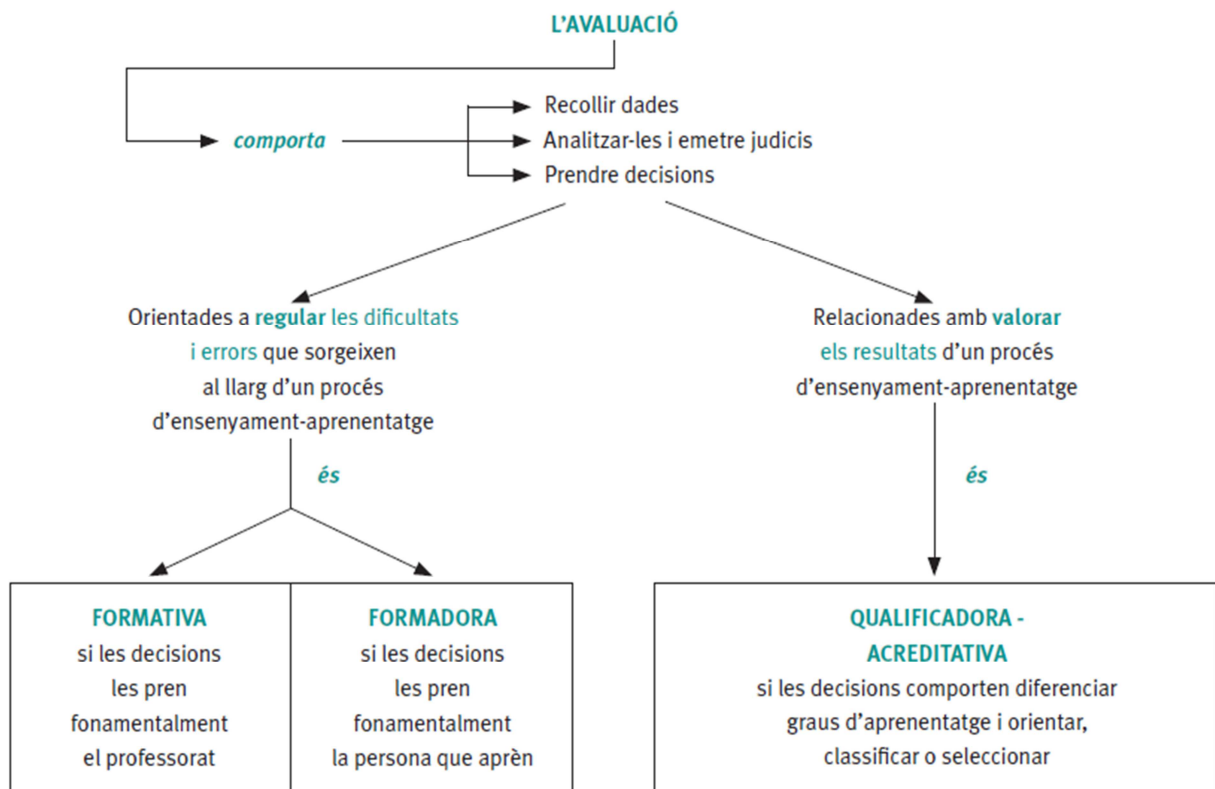 L'AVALUACIÓ
comporta
Recollir dades
Analitzar-les i emetre judicis
Prendre decisions
Orientades a regular les dificultats
i errors que sorgeixen
al llarg d'un procés
d'ensenyament-aprenentatge
Relacionades amb valorar
els resultats d'un procés
d'ensenyament-aprenentatge
és
és
FORMATIVA
si les decisions
les pren
fonamentalment
el professorat
FORMADORA
si les decisions
les pren
fonamentalment
la persona que aprèn
QUALIFICADORA -
ACREDITATIVA
si les decisions comporten diferenciar
graus d'aprenentatge i orientar,
classificar o seleccionar